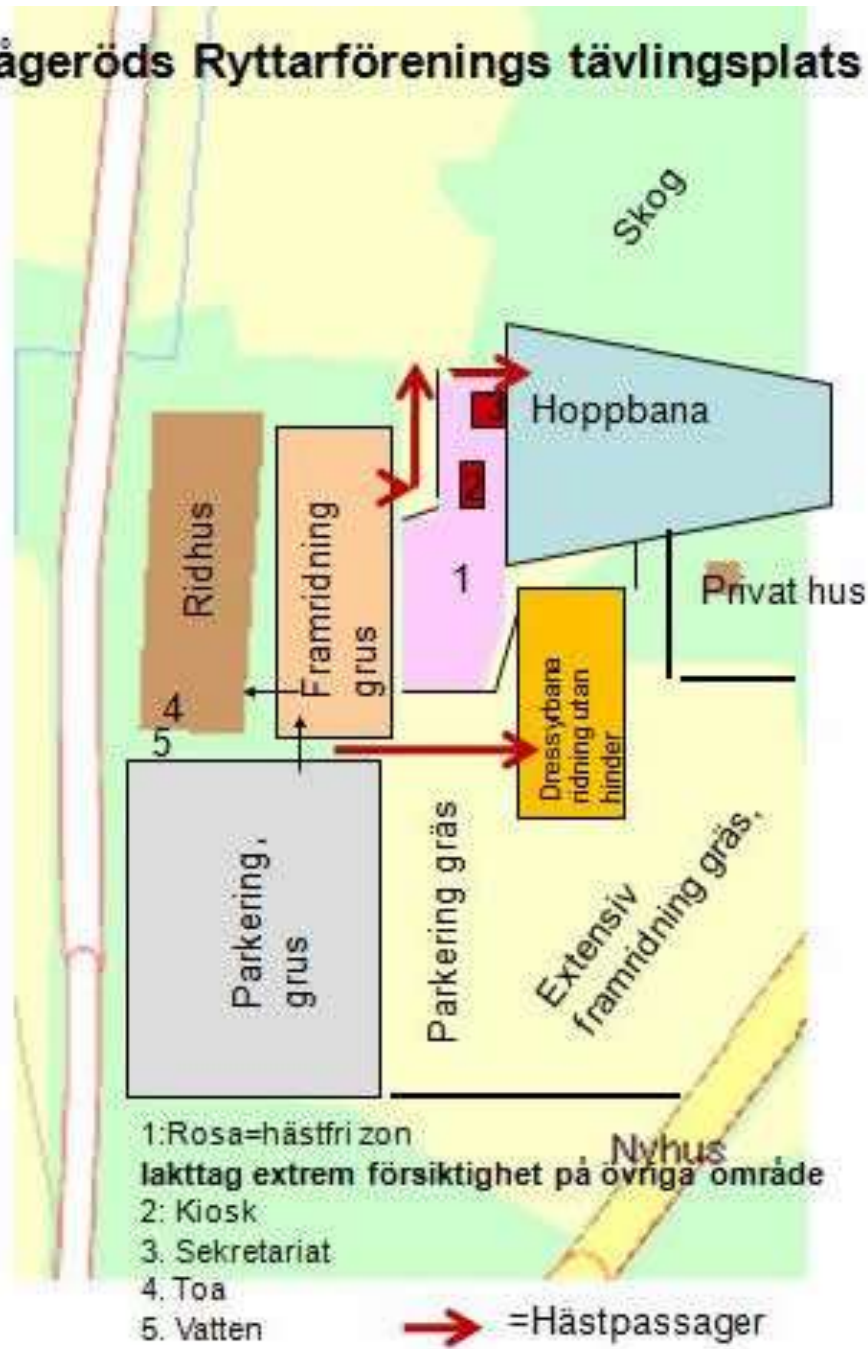 ågeröds Ryttarförenings tävlingsplats
Skog
Hoppbana
3
2
Ridhus
Framridning
grus
1
Privat hus
4
5
Dressyrbana
ridning utan
hinder
Parkering,
grus
Parkering gräs
Extensiv
framridning gräs,
1:Rosa=hästfri zon
Nyhus
Iakttag extrem försiktighet på övriga område
2: Kiosk
3. Sekretariat
4. Toa
5. Vatten
=Hästpassager